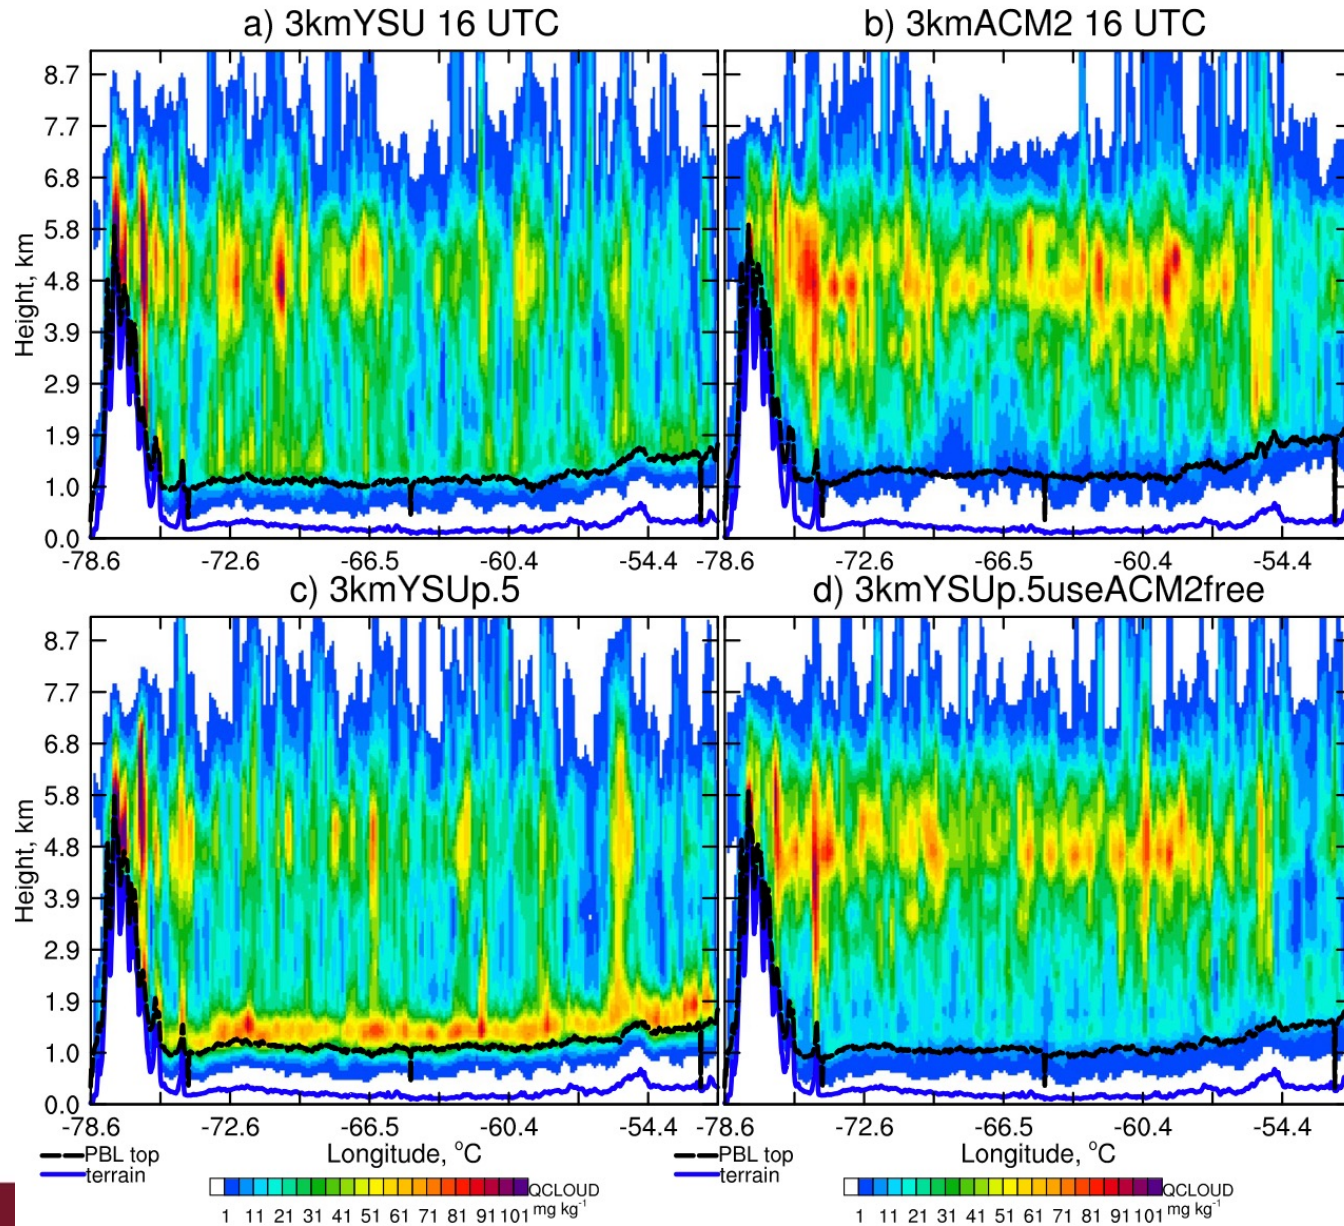 a) 3kmYSU 16 UTC
b) 3kmACM2 16 UTC
Height, km
8.7
7.7
6.8
5.8
4.8
3.9
2.9
1.9
1.0
0.0
-78.6 -72.6 -66.5 -60.4 -54.4 -78.6 -72.6 -66.5 -60.4 -54.4
c) 3kmYSUp.5
d) 3kmYSUp.5useACM2free
Height, km
8.7
7.7
6.8
5.8
4.8
3.9
2.9
1.9
1.0
0.0
-78.6 -72.6 -66.5 -60.4 -54.4 -78.6 -72.6 -66.5 -60.4 -54.4
PBL top Longitude, °C PBL top Longitude, °C
terrain terrain
QCLOUD QCLOUD
1 11 21 31 41 51 61 71 81 91 101 mg kg⁻¹ 1 11 21 31 41 51 61 71 81 91 101 mg kg⁻¹